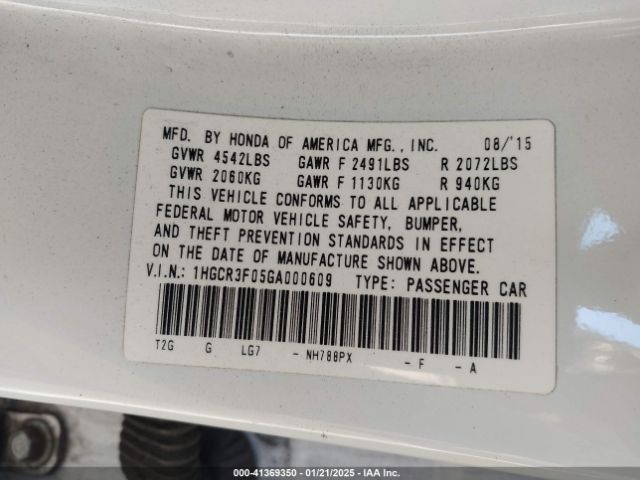 MFD. BY HONDA OF AMERICA MFG., INC. 08/'15
GVWR 4542LBS GAWR F 2491LBS R 2072LBS
GVWR 2060KG GAWR F 1130KG R 940KG
THIS VEHICLE CONFORMS TO ALL APPLICABLE
FEDERAL MOTOR VEHICLE SAFETY, BUMPER,
AND THEFT PREVENTION STANDARDS IN EFFECT
ON THE DATE OF MANUFACTURE SHOWN ABOVE.
V.I.N.: 1HGCR3F05GA000609 TYPE: PASSENGER CAR
T2G G LG7 - NH788PX - F - A
000-41369350 / 01/21/2025 - IAA Inc.